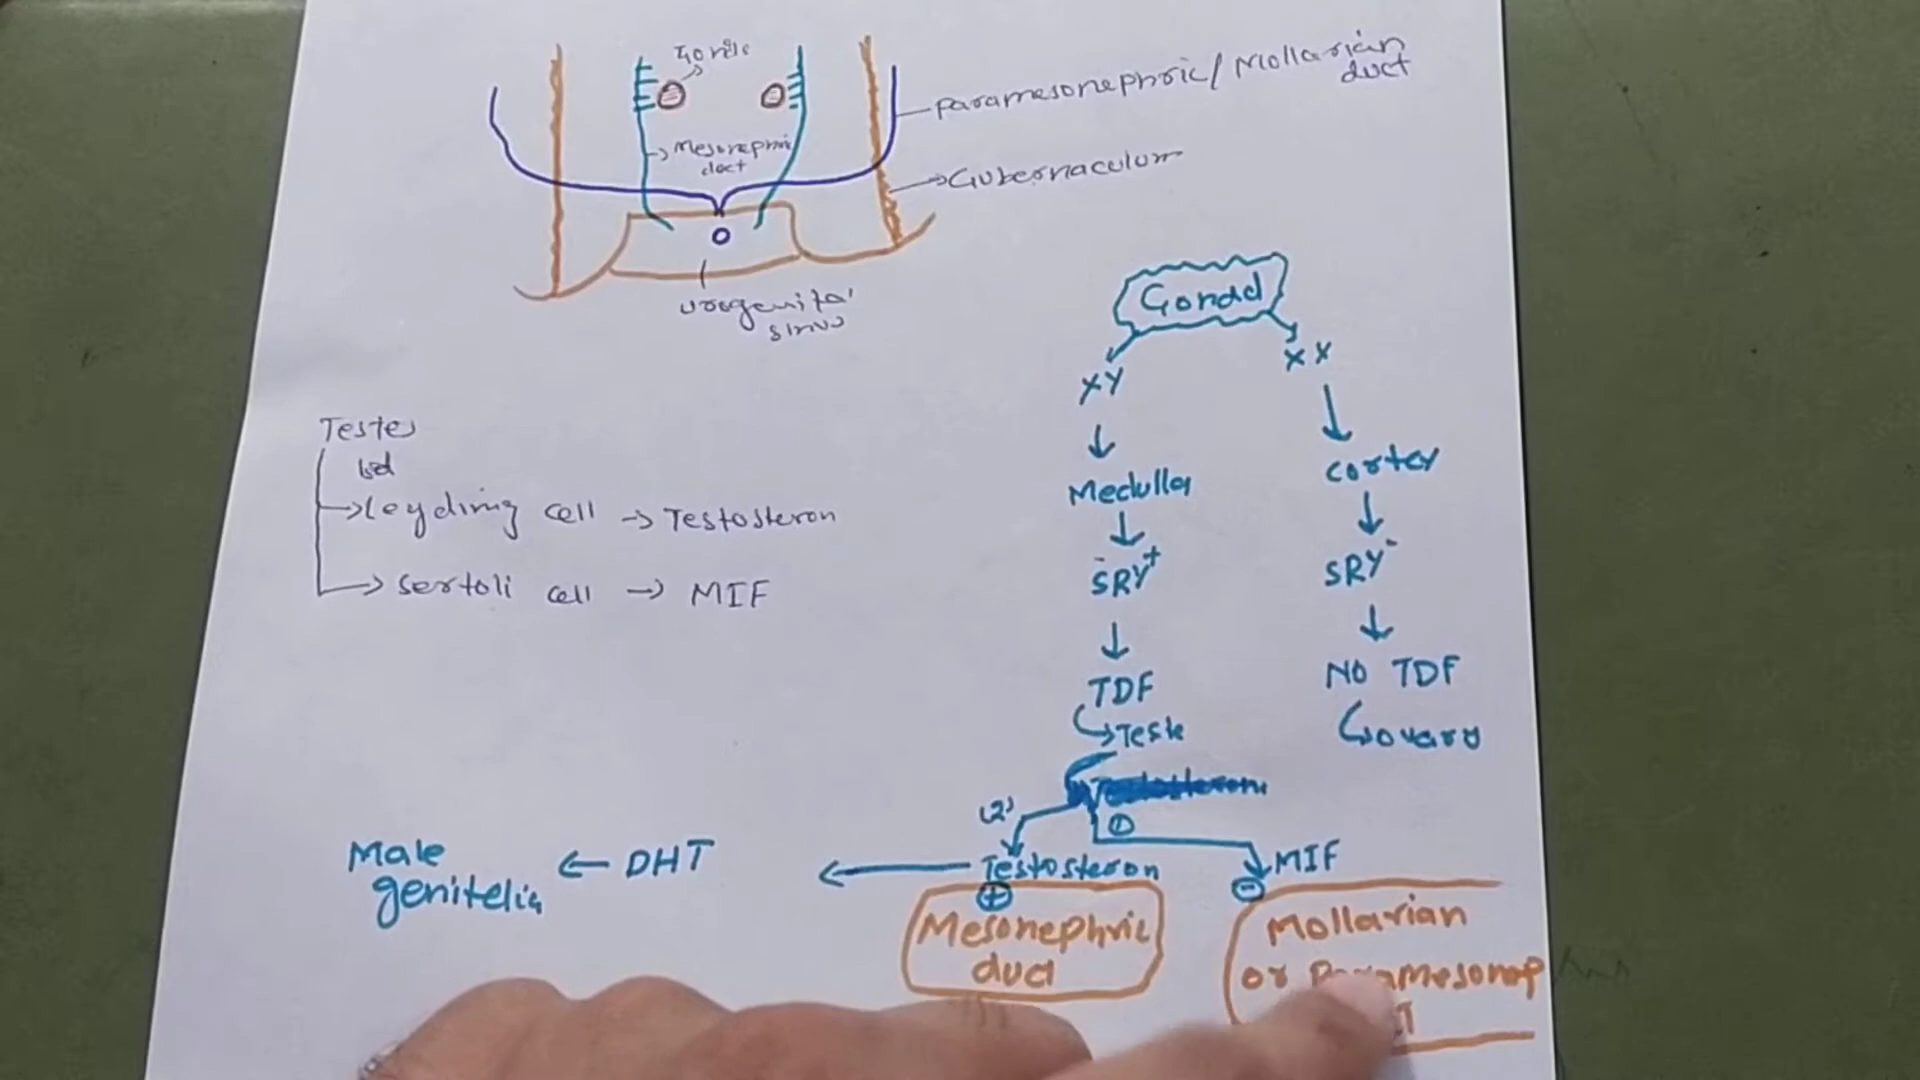 Paramesonephric/Mollarian
duct
→ Mesonephric
duct
→Gubernaculum
urogenital
sinus
Gonad
XY
XX
Medulla
cortex
SRY+
SRY-
TDF
NO TDF
ovary
Testes
→leyding cell → Testosteron
→ sertoli cell → MIF
(2)
①
Male
genitelia
← DHT
←
Testosteron
MIF
⊕
⊖
Mesonephric
duct
Mollarian
or Paramesonep